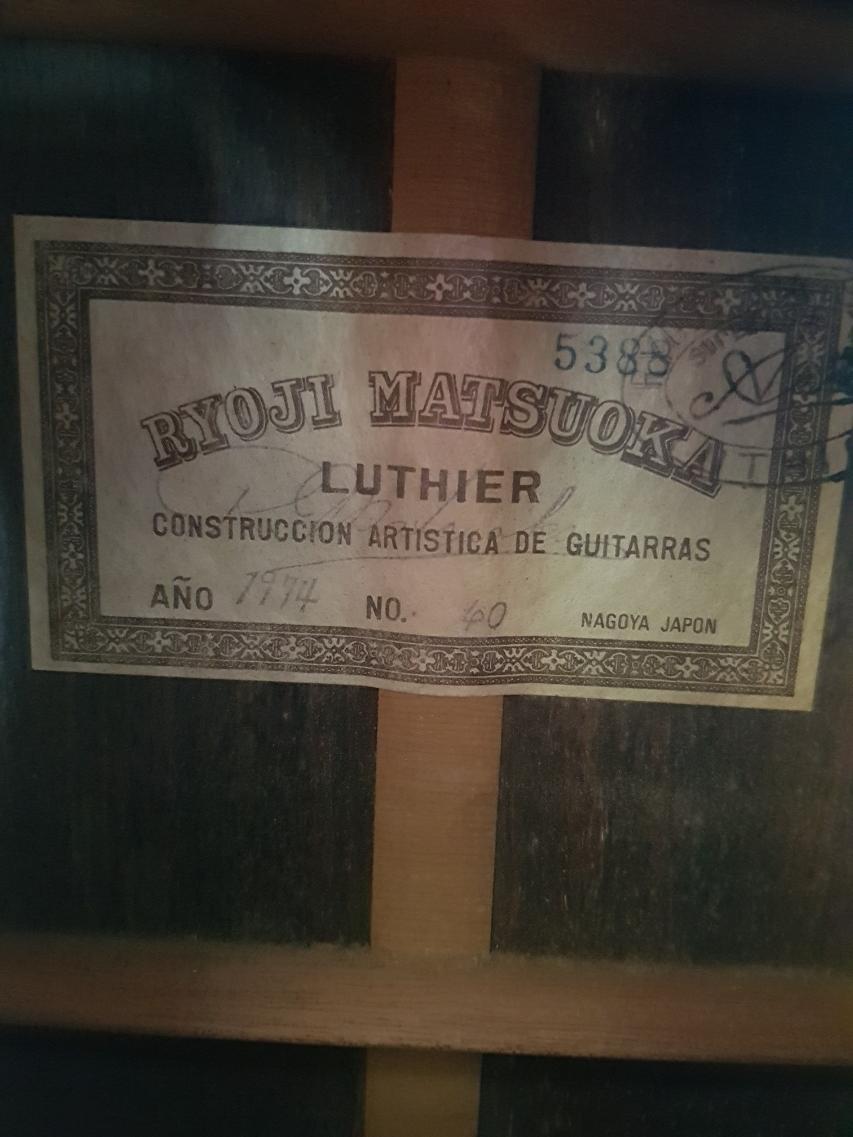 5388
RYOJI MATSUOKA
LUTHIER
CONSTRUCCION ARTISTICA DE GUITARRAS
AÑO 1974 NO. 40 NAGOYA JAPON